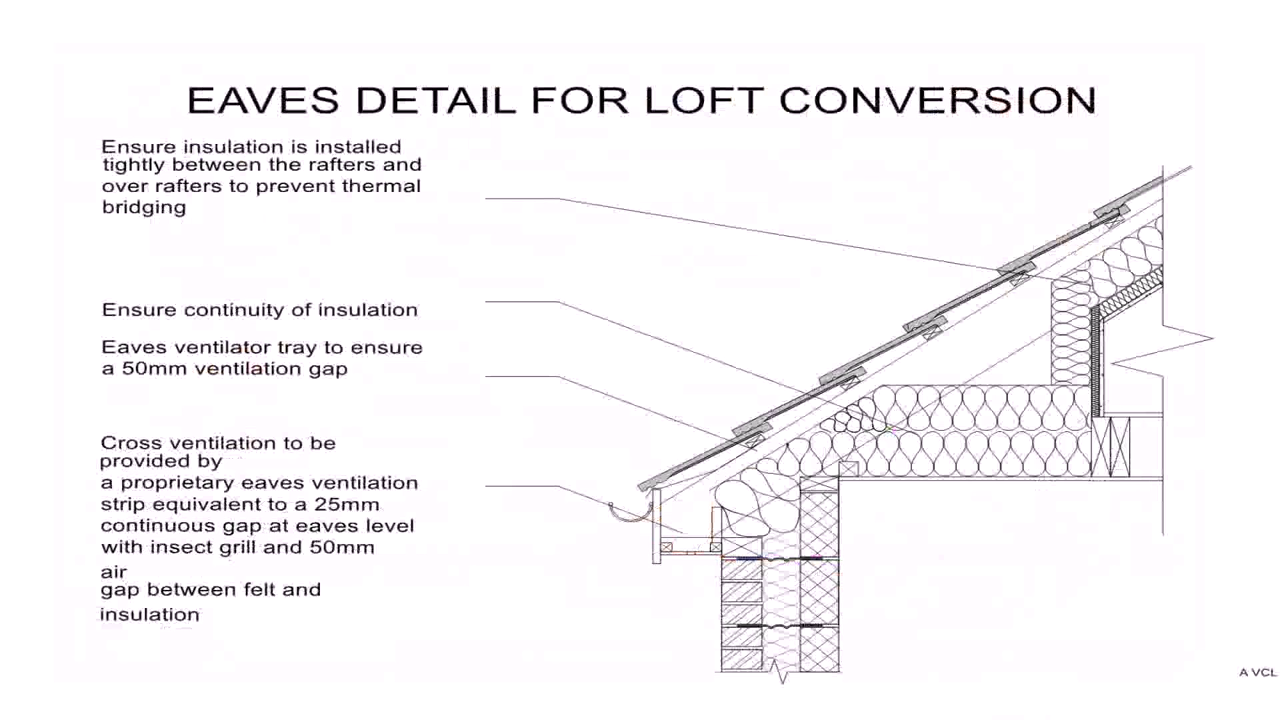 EAVES DETAIL FOR LOFT CONVERSION
Ensure insulation is installed
tightly between the rafters and
over rafters to prevent thermal
bridging
Ensure continuity of insulation
Eaves ventilator tray to ensure
a 50mm ventilation gap
Cross ventilation to be
provided by
a proprietary eaves ventilation
strip equivalent to a 25mm
continuous gap at eaves level
with insect grill and 50mm
air
gap between felt and
insulation
A VCL